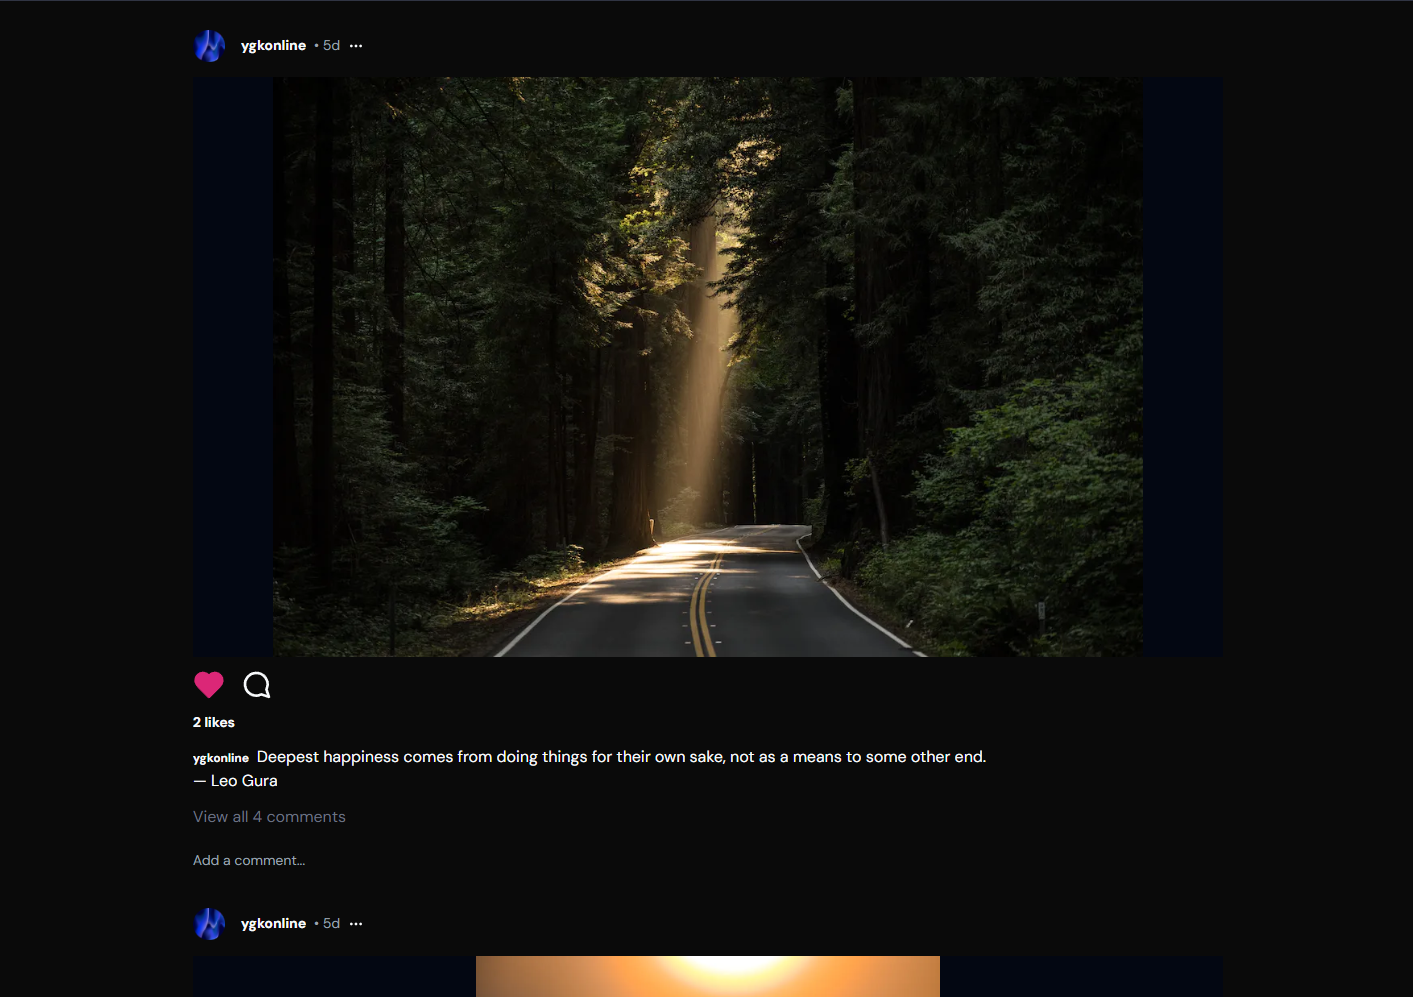 ygkonline • 5d •••
2 likes
ygkonline Deepest happiness comes from doing things for their own sake, not as a means to some other end.
— Leo Gura
View all 4 comments
Add a comment...
ygkonline • 5d •••